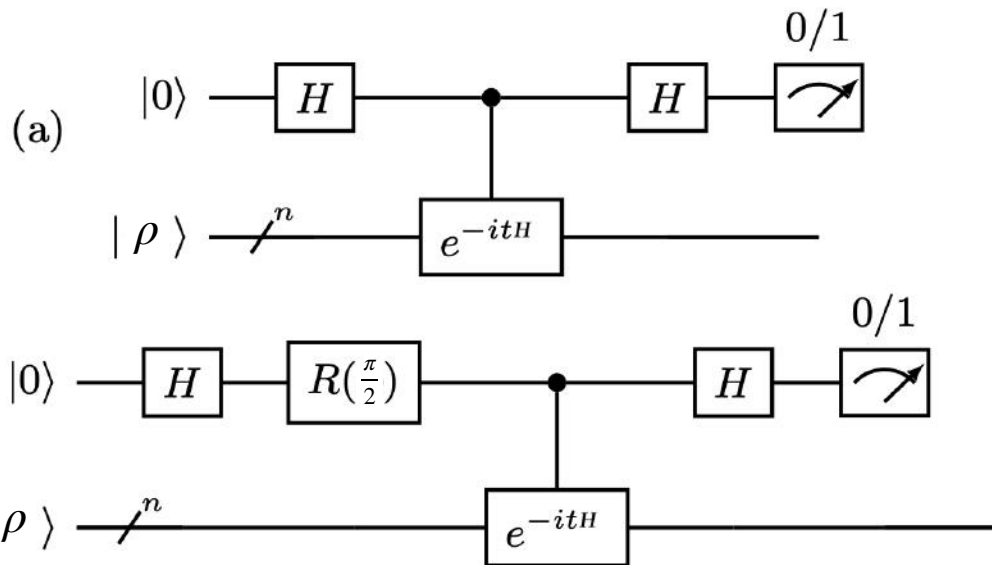 0/1
|0⟩ H H
(a)
| ρ ⟩ n e^{-itH}
0/1
|0⟩ H R(π/2) H
ρ ⟩ n e^{-itH}